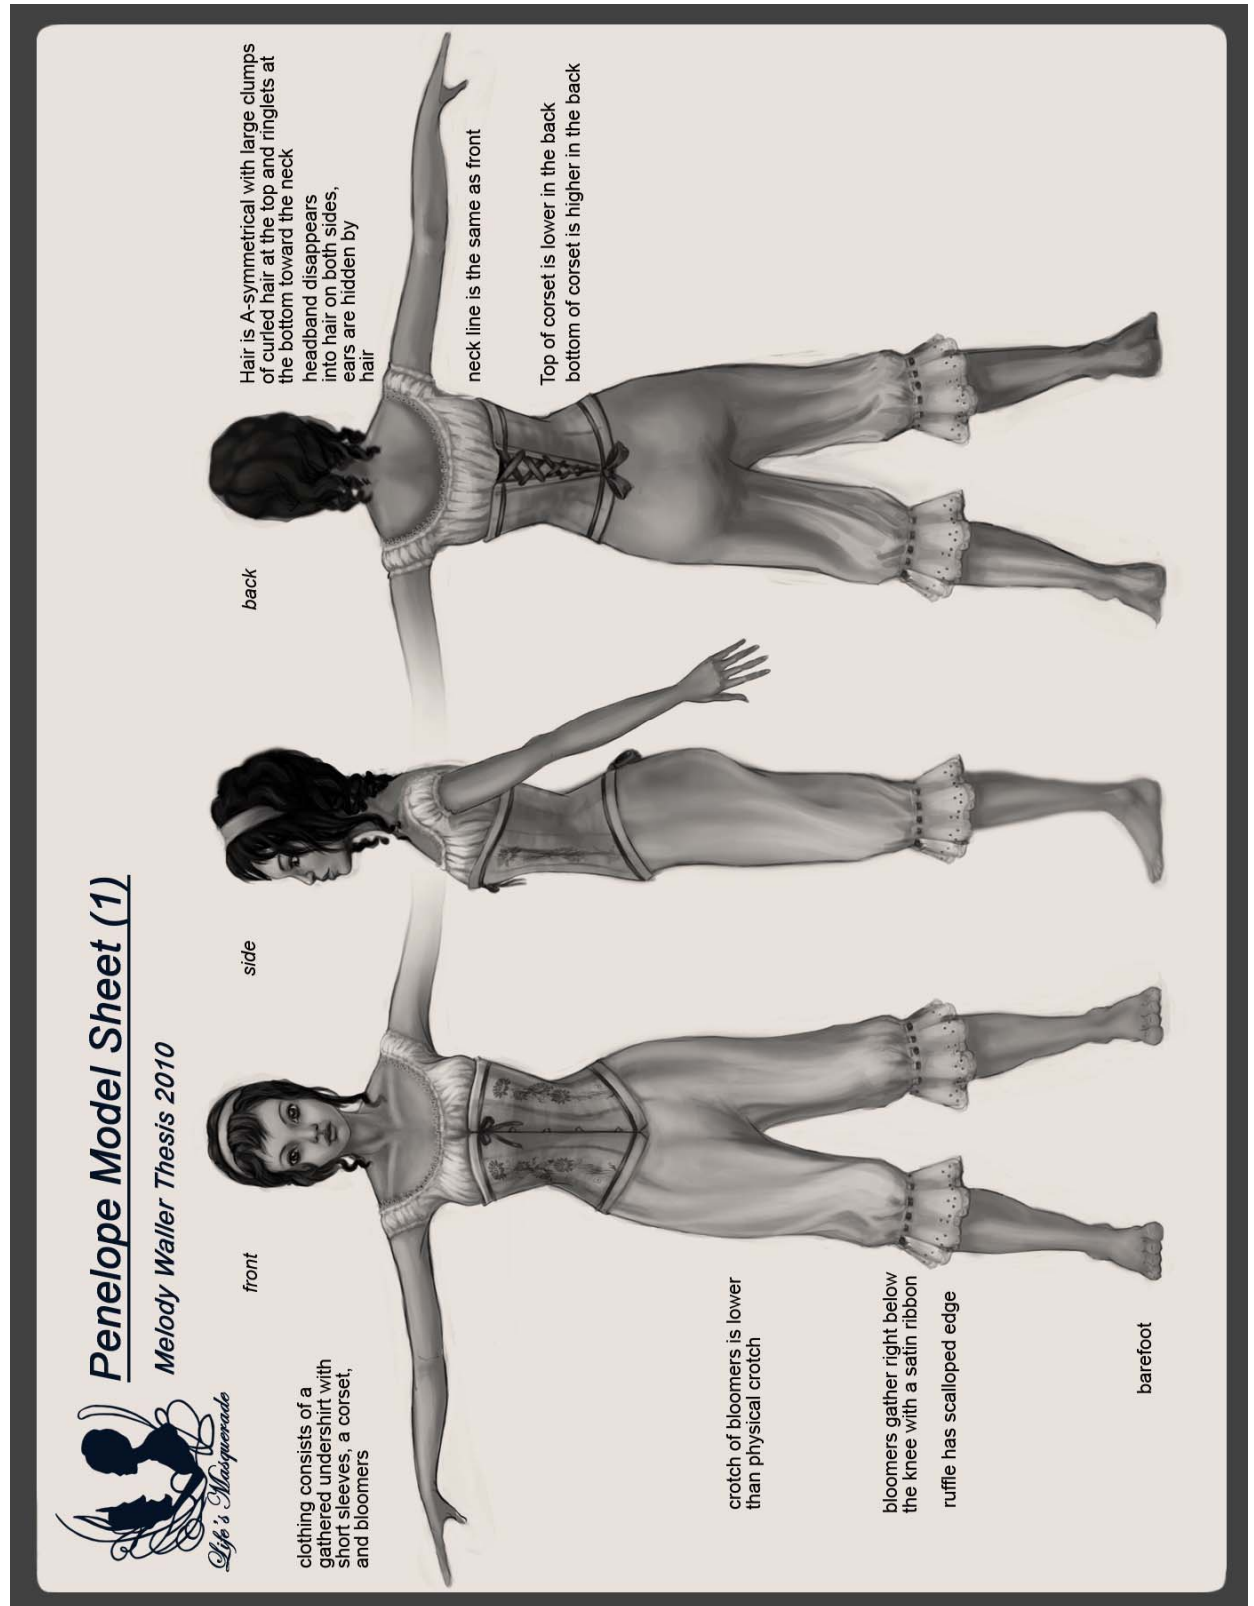 Penelope Model Sheet (1)
Melody Waller Thesis 2010
Life's Masquerade
front
side
back
clothing consists of a
gathered undershirt with
short sleeves, a corset,
and bloomers
crotch of bloomers is lower
than physical crotch
bloomers gather right below
the knee with a satin ribbon
ruffle has scalloped edge
barefoot
Hair is A-symmetrical with large clumps
of curled hair at the top and ringlets at
the bottom toward the neck
headband disappears
into hair on both sides,
ears are hidden by
hair
neck line is the same as front
Top of corset is lower in the back
bottom of corset is higher in the back